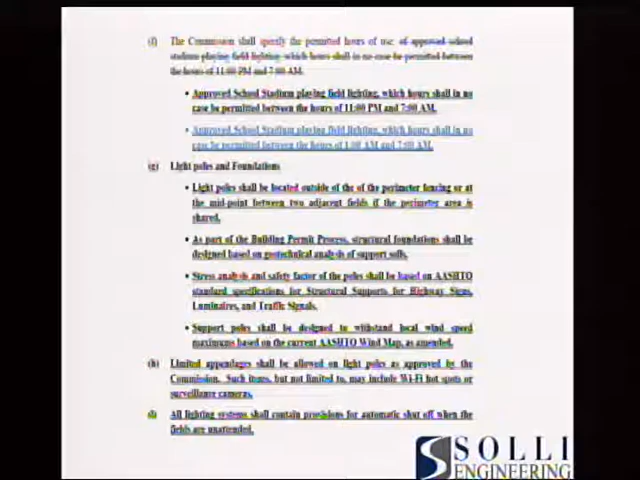 (f) The Commission shall specify the permitted hours of use of approved school
stadium playing field lighting, which hours shall in no case be permitted between
the hours of 11:00 PM and 7:00 AM.
• Approved School Stadium playing field lighting, which hours shall in no
case be permitted between the hours of 11:00 PM and 7:00 AM.
• Approved School Stadium playing field lighting, which hours shall in no
case be permitted between the hours of 1:00 AM and 7:00 AM.
(g) Light poles and Foundations
• Light poles shall be located outside of the of the perimeter fencing or at
the mid-point between two adjacent fields if the perimeter area is
shared.
• As part of the Building Permit Process, structural foundations shall be
designed based on geotechnical analysis of support soils.
• Stress analysis and safety factor of the poles shall be based on AASHTO
standard specifications for Structural Supports for Highway Signs,
Luminaires, and Traffic Signals.
• Support poles shall be designed to withstand local wind speed
maximums based on the current AASHTO Wind Map, as amended.
(h) Limited appendages shall be allowed on light poles as approved by the
Commission. Such items, but not limited to, may include Wi-Fi hot spots or
surveillance cameras.
(i) All lighting systems shall contain provisions for automatic shut off when the
fields are unattended.
SOLLI
ENGINEERING